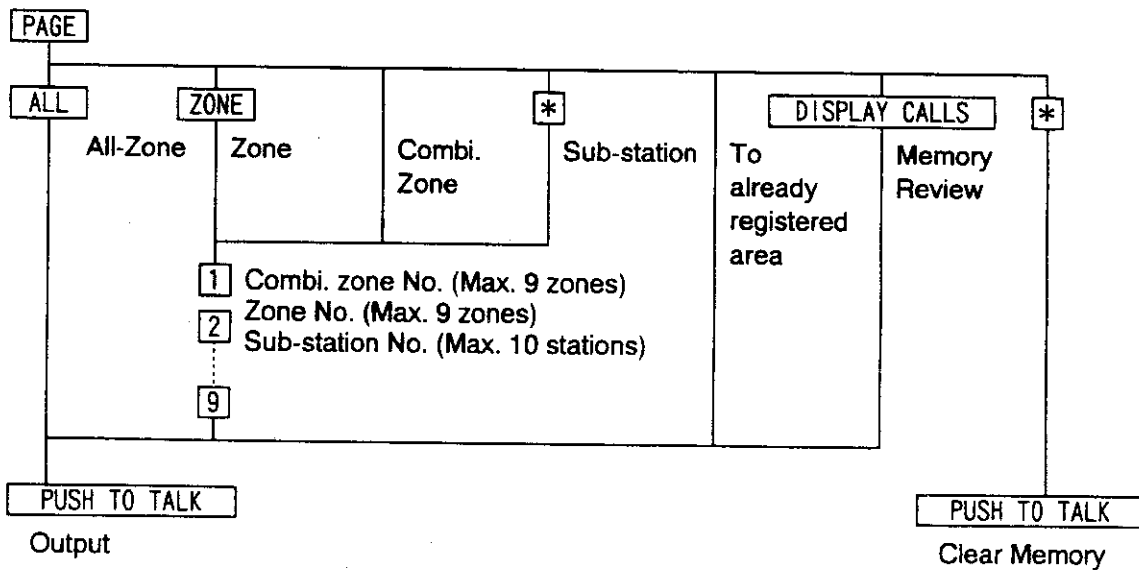 PAGE
ALL
ZONE
*
DISPLAY CALLS
*
All-Zone
Zone
Combi.
Zone
Sub-station
To
already
registered
area
Memory
Review
1
Combi. zone No. (Max. 9 zones)
Zone No. (Max. 9 zones)
2
Sub-station No. (Max. 10 stations)
9
PUSH TO TALK
Output
PUSH TO TALK
Clear Memory